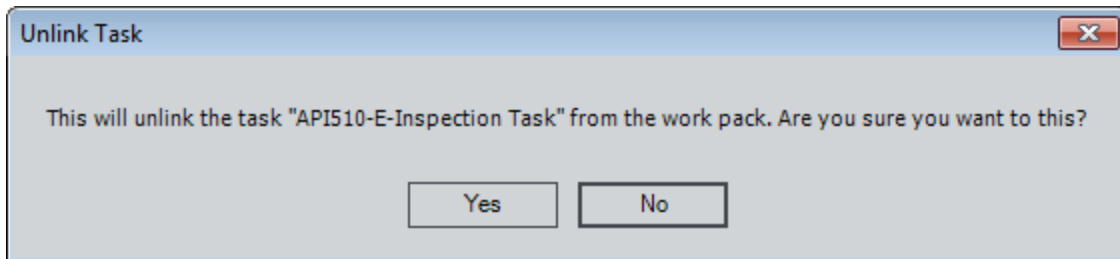 Unlink Task
This will unlink the task "API510-E-Inspection Task" from the work pack. Are you sure you want to this?
Yes
No